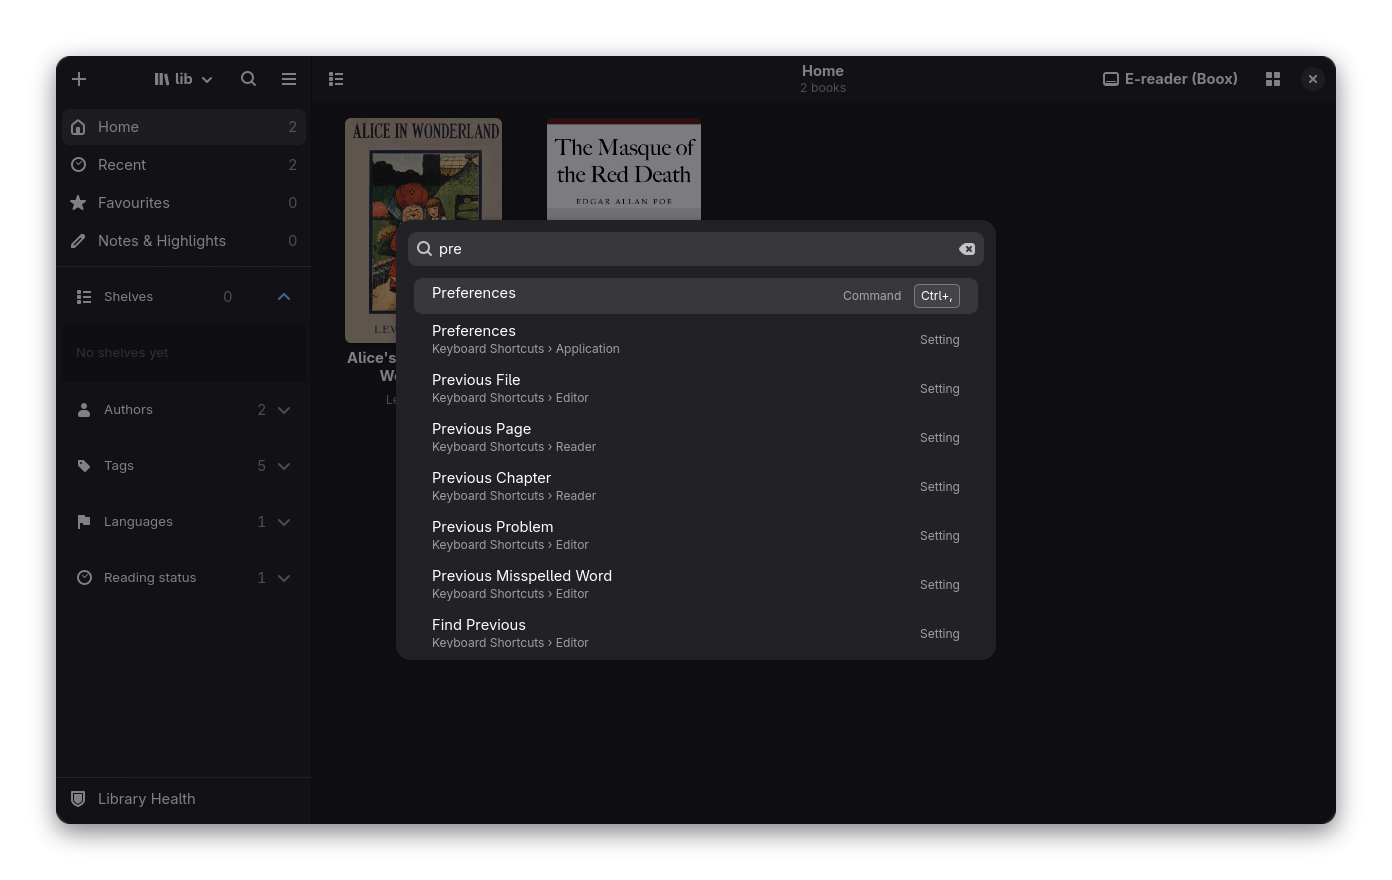 lib
Home
2 books
E-reader (Boox)
Home 2
Recent 2
Favourites 0
Notes & Highlights 0
Shelves 0
No shelves yet
Authors 2
Tags 5
Languages 1
Reading status 1
Library Health
ALICE IN WONDERLAND
The Masque of
the Red Death
EDGAR ALLAN POE
Alice's
pre
Preferences Command Ctrl+,
Preferences
Keyboard Shortcuts › Application Setting
Previous File
Keyboard Shortcuts › Editor Setting
Previous Page
Keyboard Shortcuts › Reader Setting
Previous Chapter
Keyboard Shortcuts › Reader Setting
Previous Problem
Keyboard Shortcuts › Editor Setting
Previous Misspelled Word
Keyboard Shortcuts › Editor Setting
Find Previous
Keyboard Shortcuts › Editor Setting